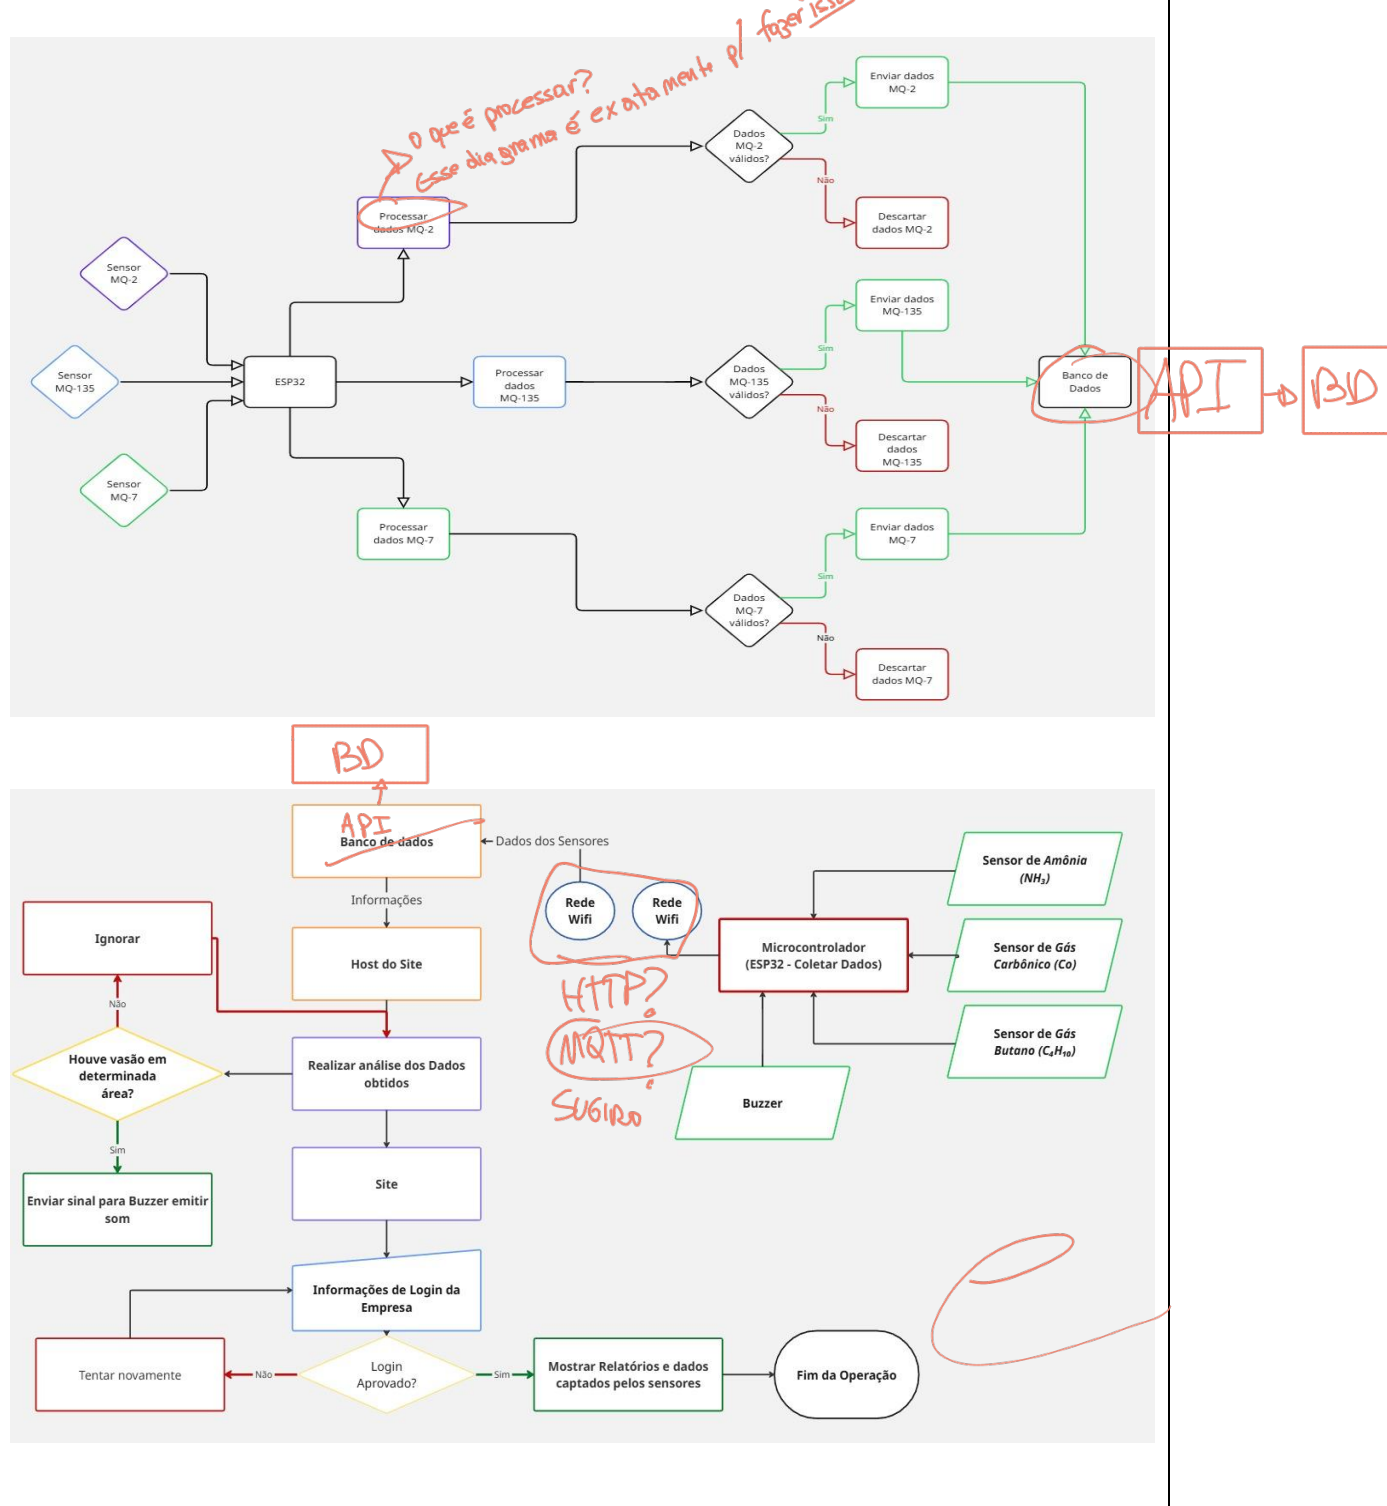 fazer isso
O que é processar?
Esse diagrama é exatamente p/
Enviar dados
MQ-2
Dados
MQ-2
válidos?
Sim
Não
Processar
dados MQ-2
Descartar
dados MQ-2
Sensor
MQ-2
Enviar dados
MQ-135
Sim
Sensor
MQ-135
ESP32
Processar
dados
MQ-135
Dados
MQ-135
válidos?
Banco de
Dados
API
BD
Não
Descartar
dados
MQ-135
Sensor
MQ-7
Processar
dados MQ-7
Enviar dados
MQ-7
Sim
Dados
MQ-7
válidos?
Não
Descartar
dados MQ-7
BD
API
Banco de dados
Dados dos Sensores
Sensor de Amônia
(NH₃)
Informações
Rede
Wifi
Rede
Wifi
Ignorar
Host do Site
Microcontrolador
(ESP32 - Coletar Dados)
Sensor de Gás
Carbônico (Co)
HTTP?
Não
MQTT?
Sensor de Gás
Butano (C₄H₁₀)
Houve vasão em
determinada
área?
Realizar análise dos Dados
obtidos
SUGIRO
Buzzer
Sim
Enviar sinal para Buzzer emitir
som
Site
Informações de Login da
Empresa
Tentar novamente
Não
Login
Aprovado?
Sim
Mostrar Relatórios e dados
captados pelos sensores
Fim da Operação